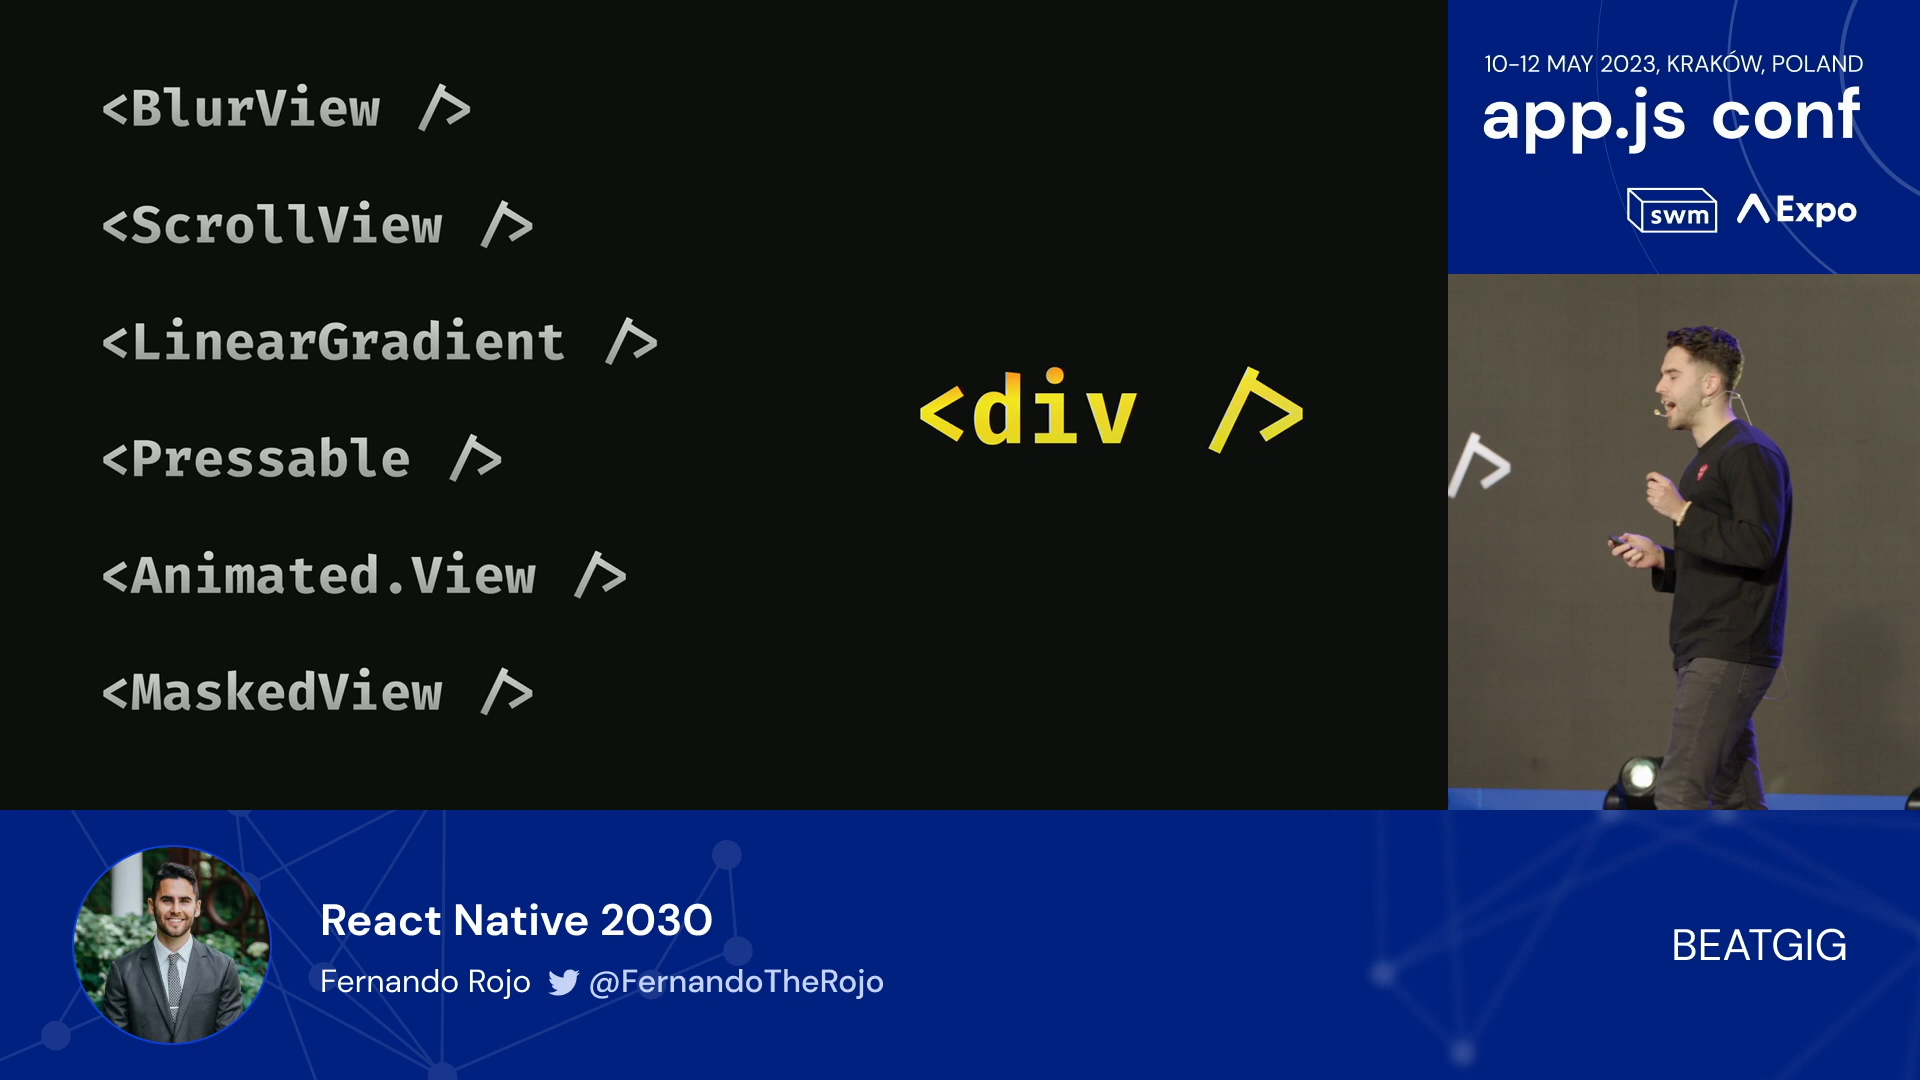 <BlurView />
<ScrollView />
<LinearGradient />
<Pressable />
<Animated.View />
<MaskedView />
<div />
10-12 MAY 2023, KRAKÓW, POLAND
app.js conf
swm Expo
/>
React Native 2030
Fernando Rojo @FernandoTheRojo
BEATGIG